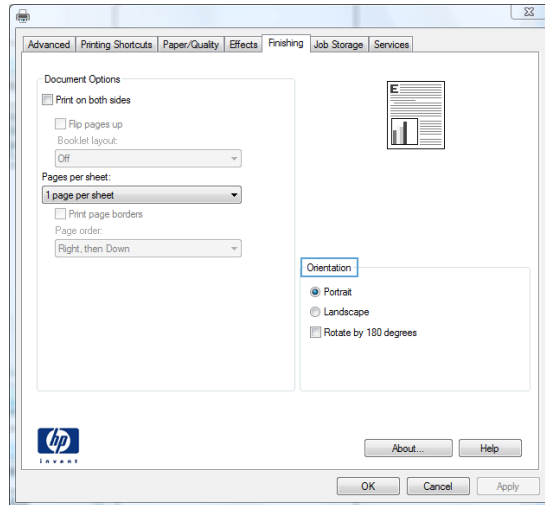 Advanced Printing Shortcuts Paper/Quality Effects Finishing Job Storage Services
Document Options
Print on both sides
Flip pages up
Booklet layout:
Off
Pages per sheet:
1 page per sheet
Print page borders
Page order:
Right, then Down
E
Orientation
Portrait
Landscape
Rotate by 180 degrees
hp
invent
About... Help
OK Cancel Apply